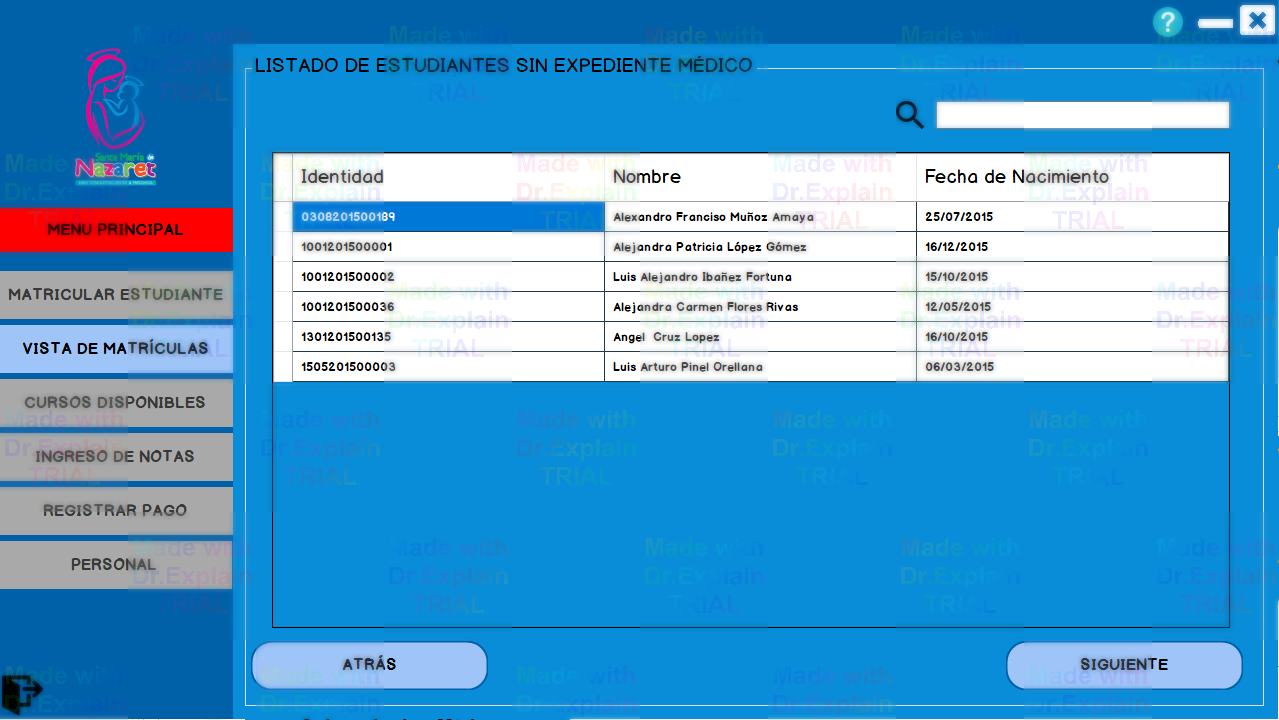 ?
LISTADO DE ESTUDIANTES SIN EXPEDIENTE MÉDICO
Santa María de
Nazaret
MENU PRINCIPAL
MATRICULAR ESTUDIANTE
VISTA DE MATRÍCULAS
CURSOS DISPONIBLES
INGRESO DE NOTAS
REGISTRAR PAGO
PERSONAL
Identidad Nombre Fecha de Nacimiento
0308201500189 Alexandro Franciso Muñoz Amaya 25/07/2015
1001201500001 Alejandra Patricia López Gómez 16/12/2015
1001201500002 Luis Alejandro Ibañez Fortuna 15/10/2015
1001201500036 Alejandra Carmen Flores Rivas 12/05/2015
1301201500135 Angel Cruz Lopez 16/10/2015
1505201500003 Luis Arturo Pinel Orellana 06/03/2015
ATRÁS SIGUIENTE
Made with
Dr.Explain
TRIAL